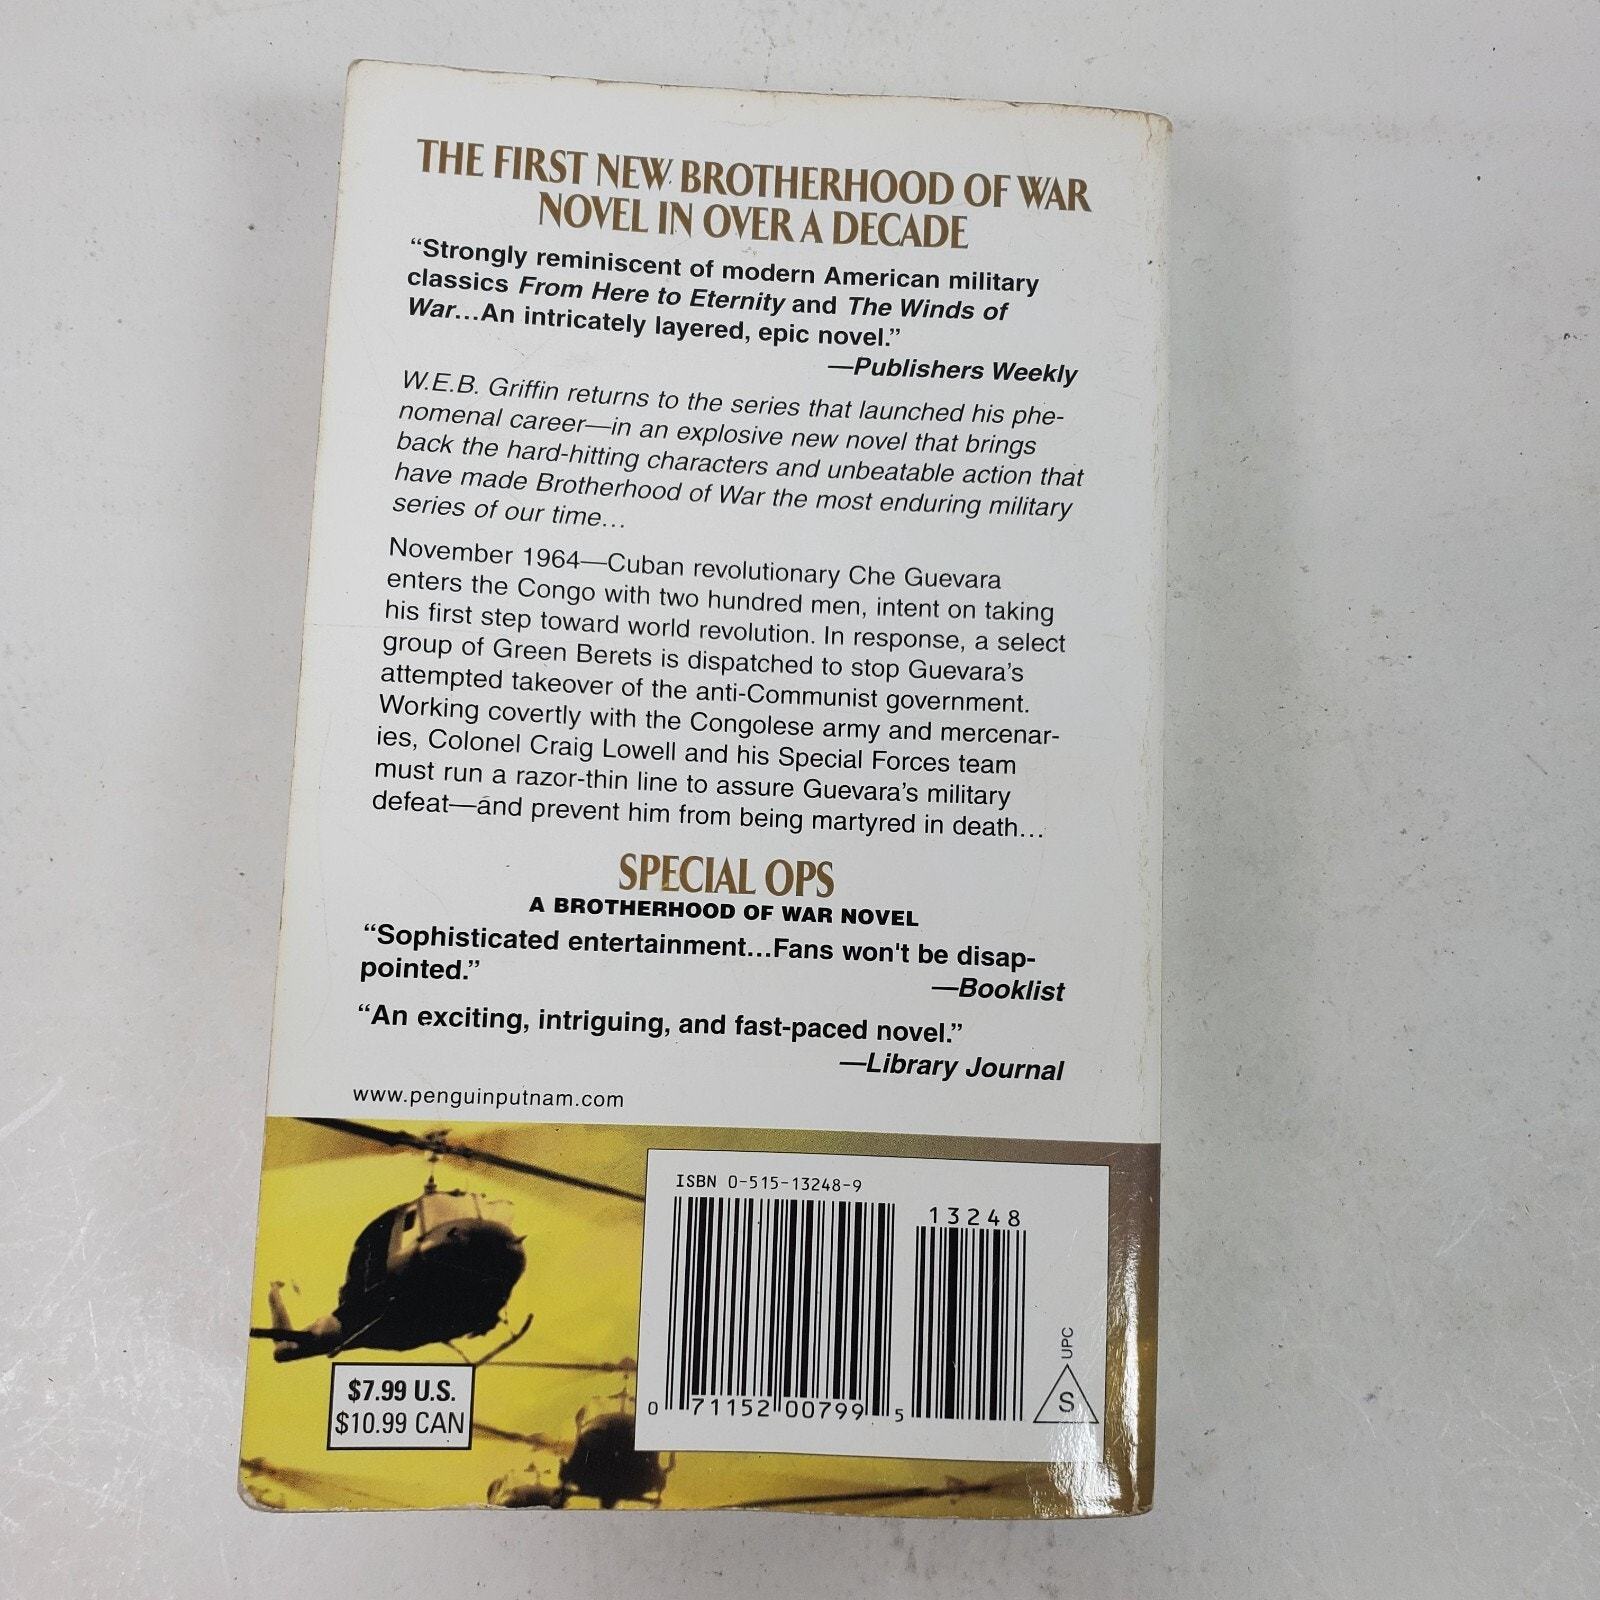 THE FIRST NEW BROTHERHOOD OF WAR
NOVEL IN OVER A DECADE
“Strongly reminiscent of modern American military
classics From Here to Eternity and The Winds of
War...An intricately layered, epic novel.”
—Publishers Weekly
W.E.B. Griffin returns to the series that launched his phe-
nomenal career—in an explosive new novel that brings
back the hard-hitting characters and unbeatable action that
have made Brotherhood of War the most enduring military
series of our time...
November 1964—Cuban revolutionary Che Guevara
enters the Congo with two hundred men, intent on taking
his first step toward world revolution. In response, a select
group of Green Berets is dispatched to stop Guevara’s
attempted takeover of the anti-Communist government.
Working covertly with the Congolese army and mercenar-
ies, Colonel Craig Lowell and his Special Forces team
must run a razor-thin line to assure Guevara’s military
defeat—and prevent him from being martyred in death...
SPECIAL OPS
A BROTHERHOOD OF WAR NOVEL
“Sophisticated entertainment...Fans won't be disap-
pointed.”
—Booklist
“An exciting, intriguing, and fast-paced novel.”
—Library Journal
www.penguinputnam.com
ISBN 0-515-13248-9
13248
0 71152 00799 5
UPC
S
$7.99 U.S.
$10.99 CAN